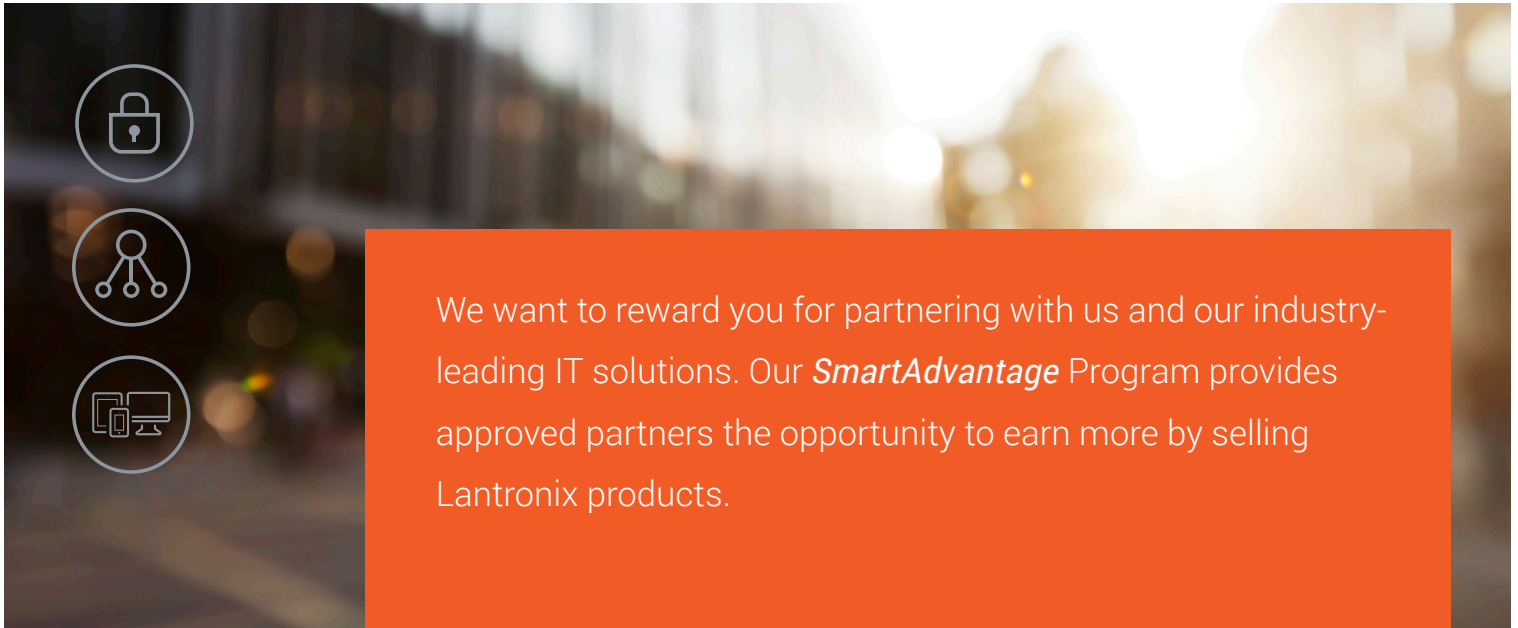 We want to reward you for partnering with us and our industry-
leading IT solutions. Our SmartAdvantage Program provides
approved partners the opportunity to earn more by selling
Lantronix products.